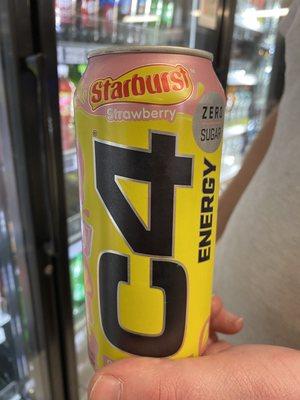 Starburst
Strawberry
ZERO
SUGAR
C4
ENERGY